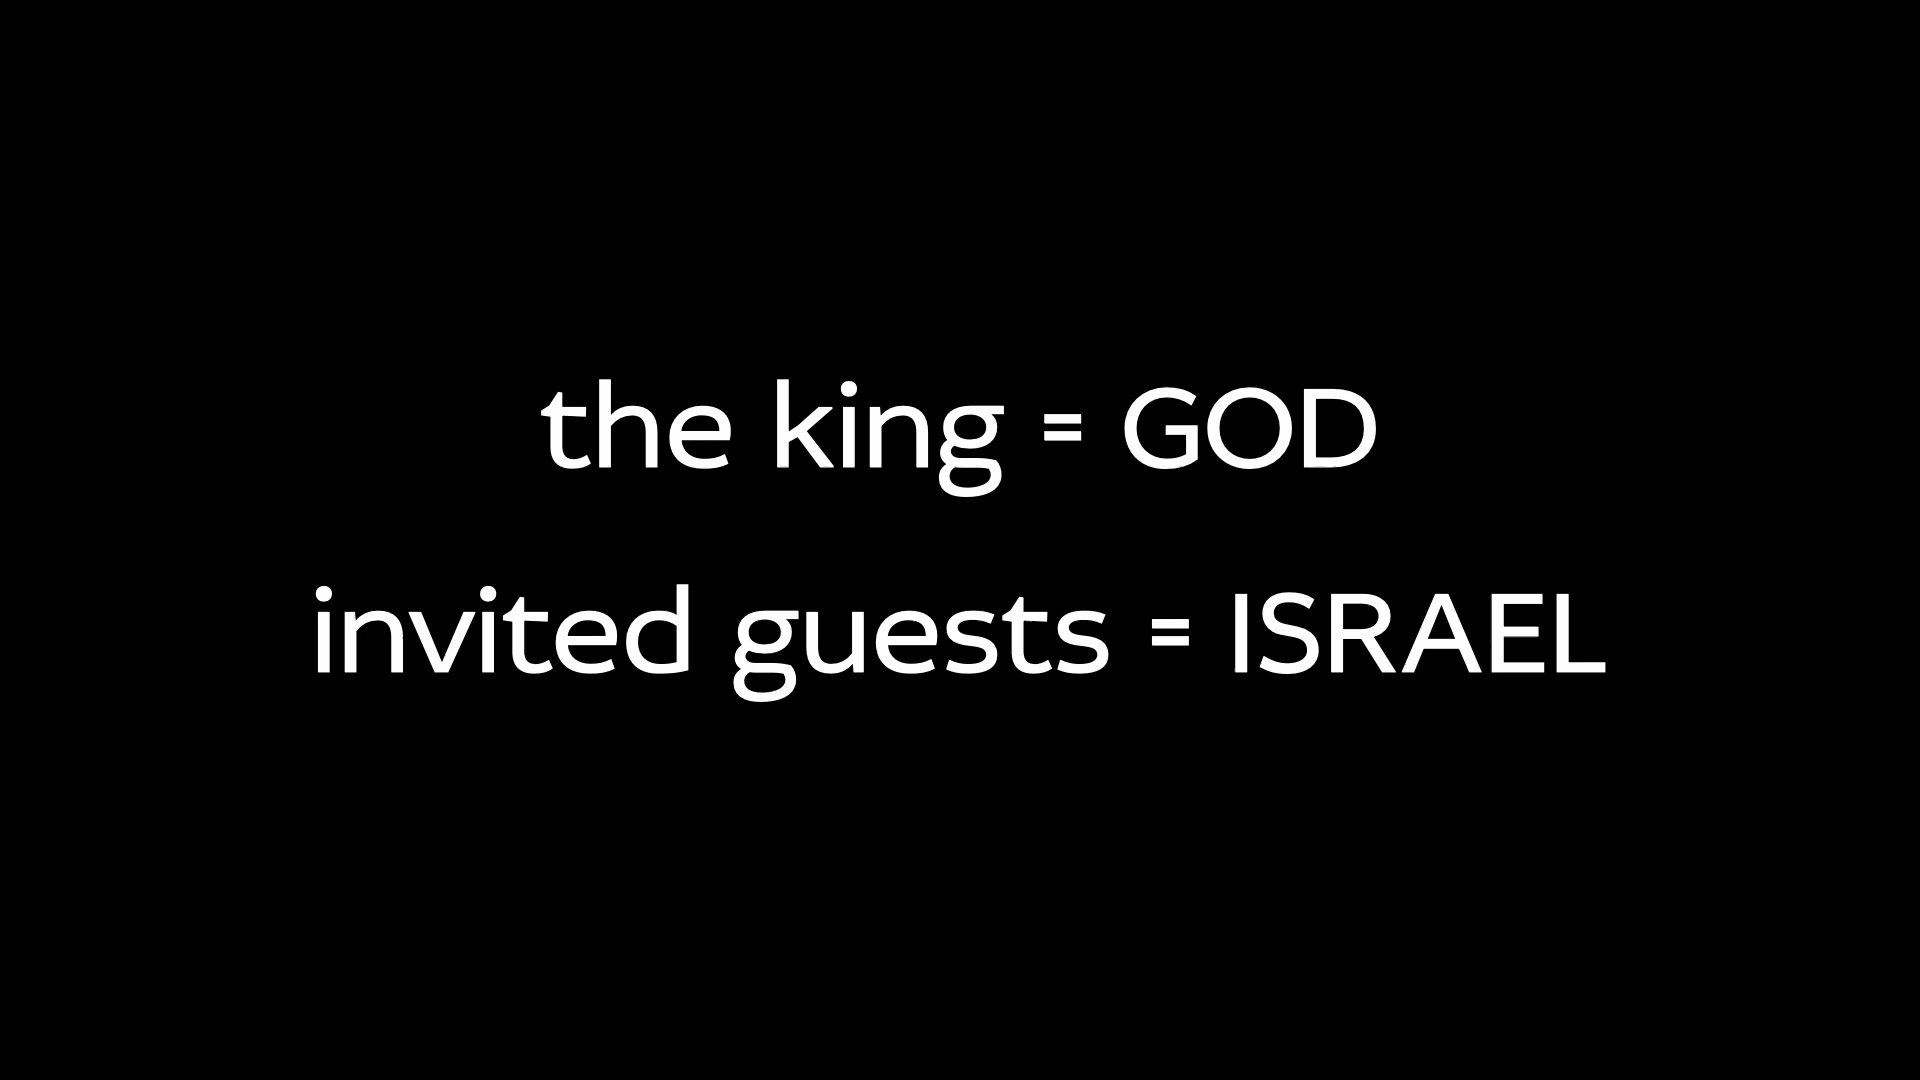 the king = GOD
invited guests = ISRAEL